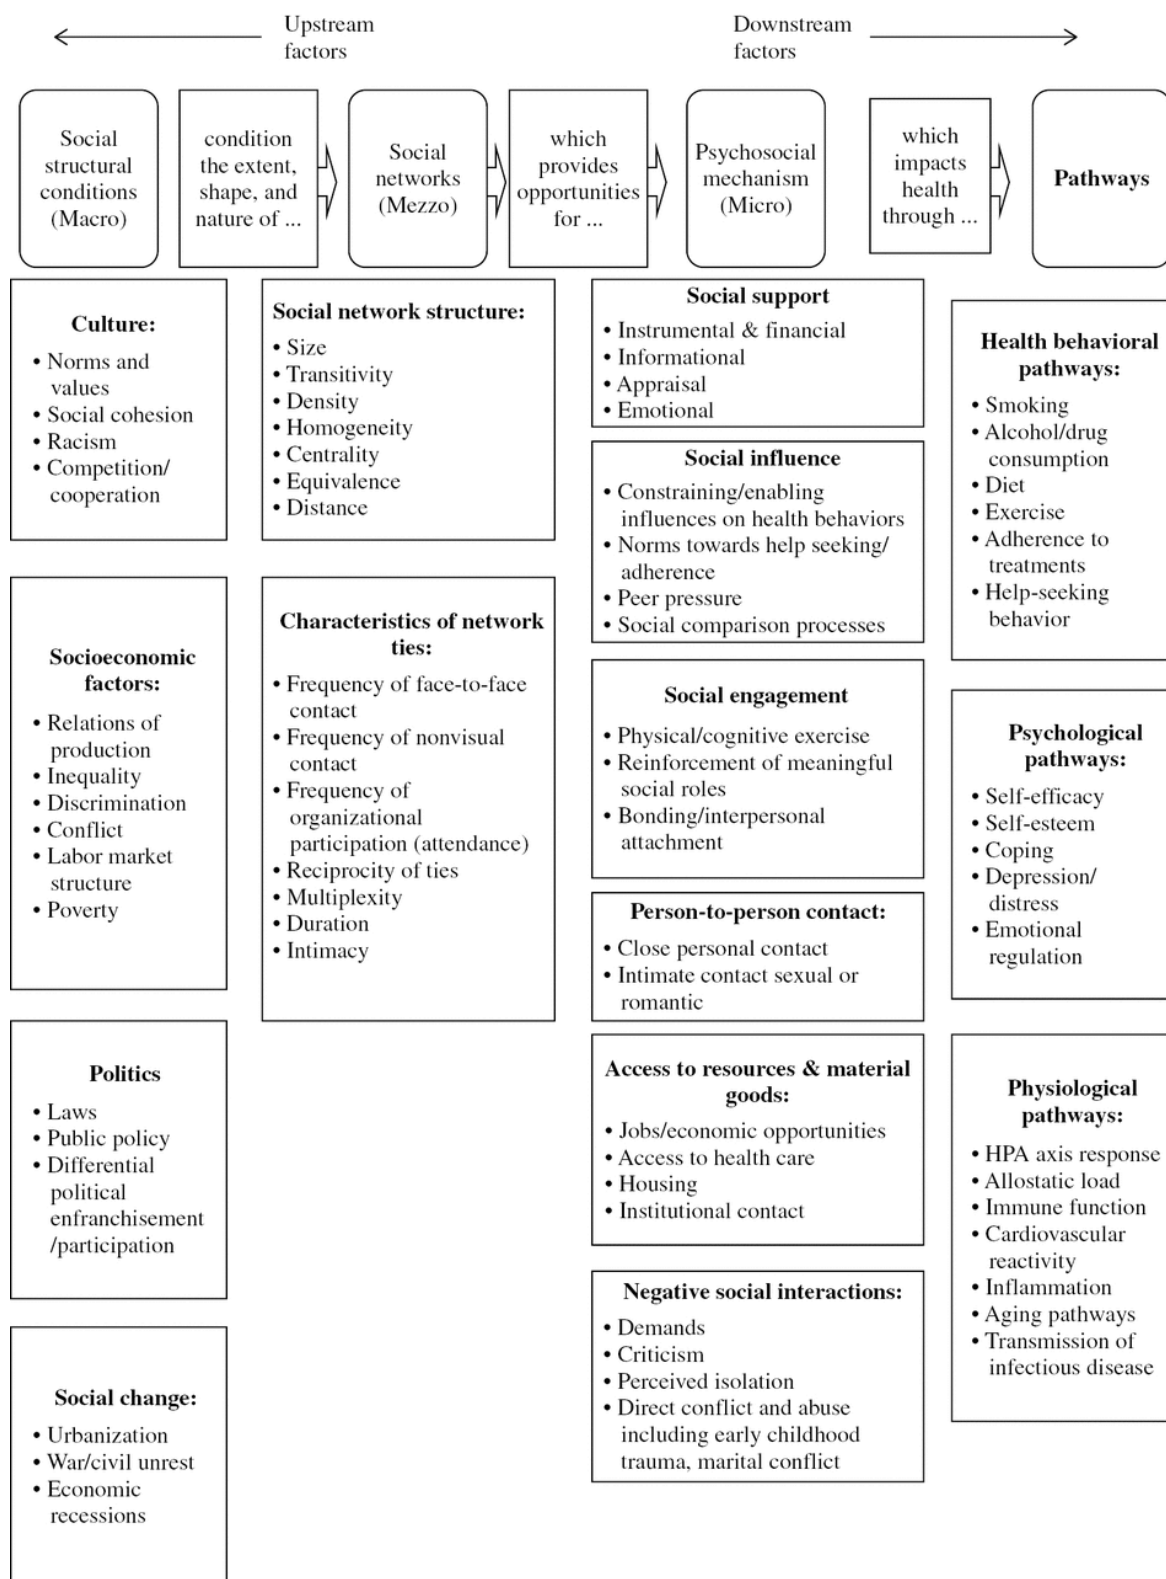 Upstream
factors
Downstream
factors
Social
structural
conditions
(Macro)
condition
the extent,
shape, and
nature of ...
Social
networks
(Mezzo)
which
provides
opportunities
for ...
Psychosocial
mechanism
(Micro)
which
impacts
health
through ...
Pathways
Culture:
• Norms and
values
• Social cohesion
• Racism
• Competition/
cooperation
Socioeconomic
factors:
• Relations of
production
• Inequality
• Discrimination
• Conflict
• Labor market
structure
• Poverty
Politics
• Laws
• Public policy
• Differential
political
enfranchisement
/participation
Social change:
• Urbanization
• War/civil unrest
• Economic
recessions
Social network structure:
• Size
• Transitivity
• Density
• Homogeneity
• Centrality
• Equivalence
• Distance
Characteristics of network
ties:
• Frequency of face-to-face
contact
• Frequency of nonvisual
contact
• Frequency of
organizational
participation (attendance)
• Reciprocity of ties
• Multiplexity
• Duration
• Intimacy
Social support
• Instrumental & financial
• Informational
• Appraisal
• Emotional
Social influence
• Constraining/enabling
influences on health behaviors
• Norms towards help seeking/
adherence
• Peer pressure
• Social comparison processes
Social engagement
• Physical/cognitive exercise
• Reinforcement of meaningful
social roles
• Bonding/interpersonal
attachment
Person-to-person contact:
• Close personal contact
• Intimate contact sexual or
romantic
Access to resources & material
goods:
• Jobs/economic opportunities
• Access to health care
• Housing
• Institutional contact
Negative social interactions:
• Demands
• Criticism
• Perceived isolation
• Direct conflict and abuse
including early childhood
trauma, marital conflict
Health behavioral
pathways:
• Smoking
• Alcohol/drug
consumption
• Diet
• Exercise
• Adherence to
treatments
• Help-seeking
behavior
Psychological
pathways:
• Self-efficacy
• Self-esteem
• Coping
• Depression/
distress
• Emotional
regulation
Physiological
pathways:
• HPA axis response
• Allostatic load
• Immune function
• Cardiovascular
reactivity
• Inflammation
• Aging pathways
• Transmission of
infectious disease